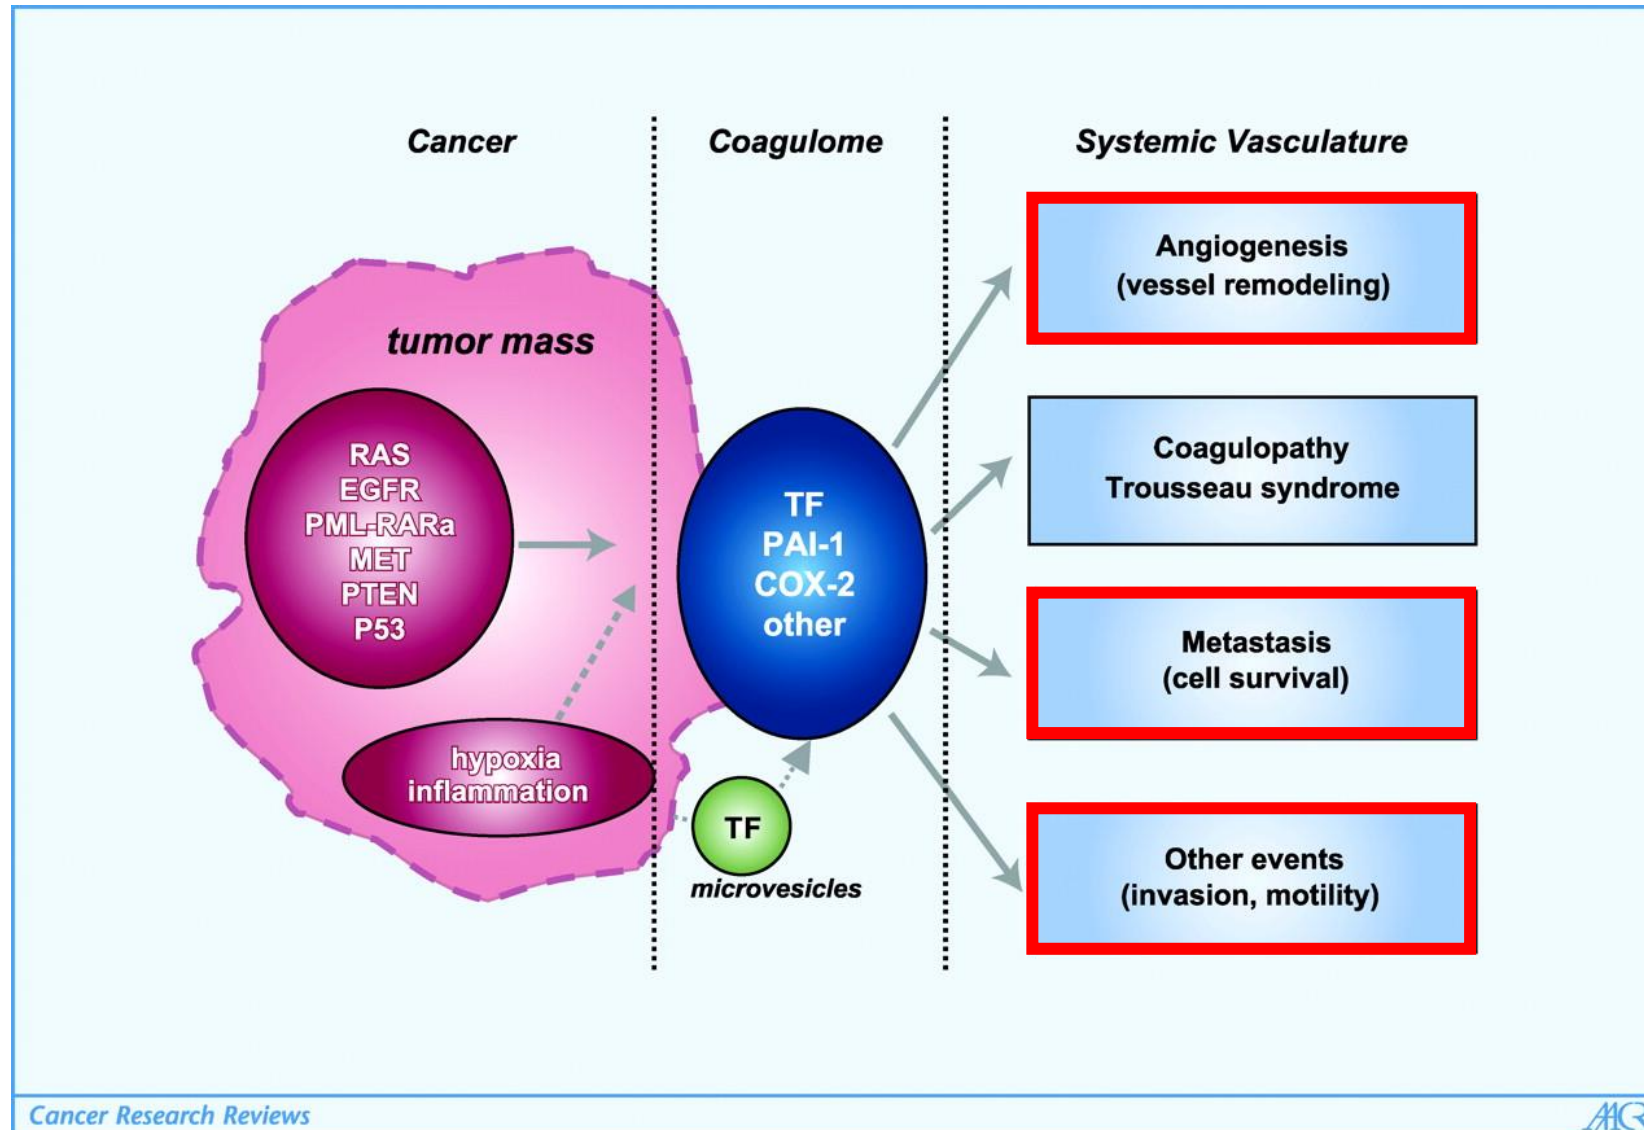 Cancer
Coagulome
Systemic Vasculature
tumor mass
RAS
EGFR
PML-RARa
MET
PTEN
P53
hypoxia
inflammation
TF
PAI-1
COX-2
other
TF
microvesicles
Angiogenesis
(vessel remodeling)
Coagulopathy
Trousseau syndrome
Metastasis
(cell survival)
Other events
(invasion, motility)
Cancer Research Reviews
AACR